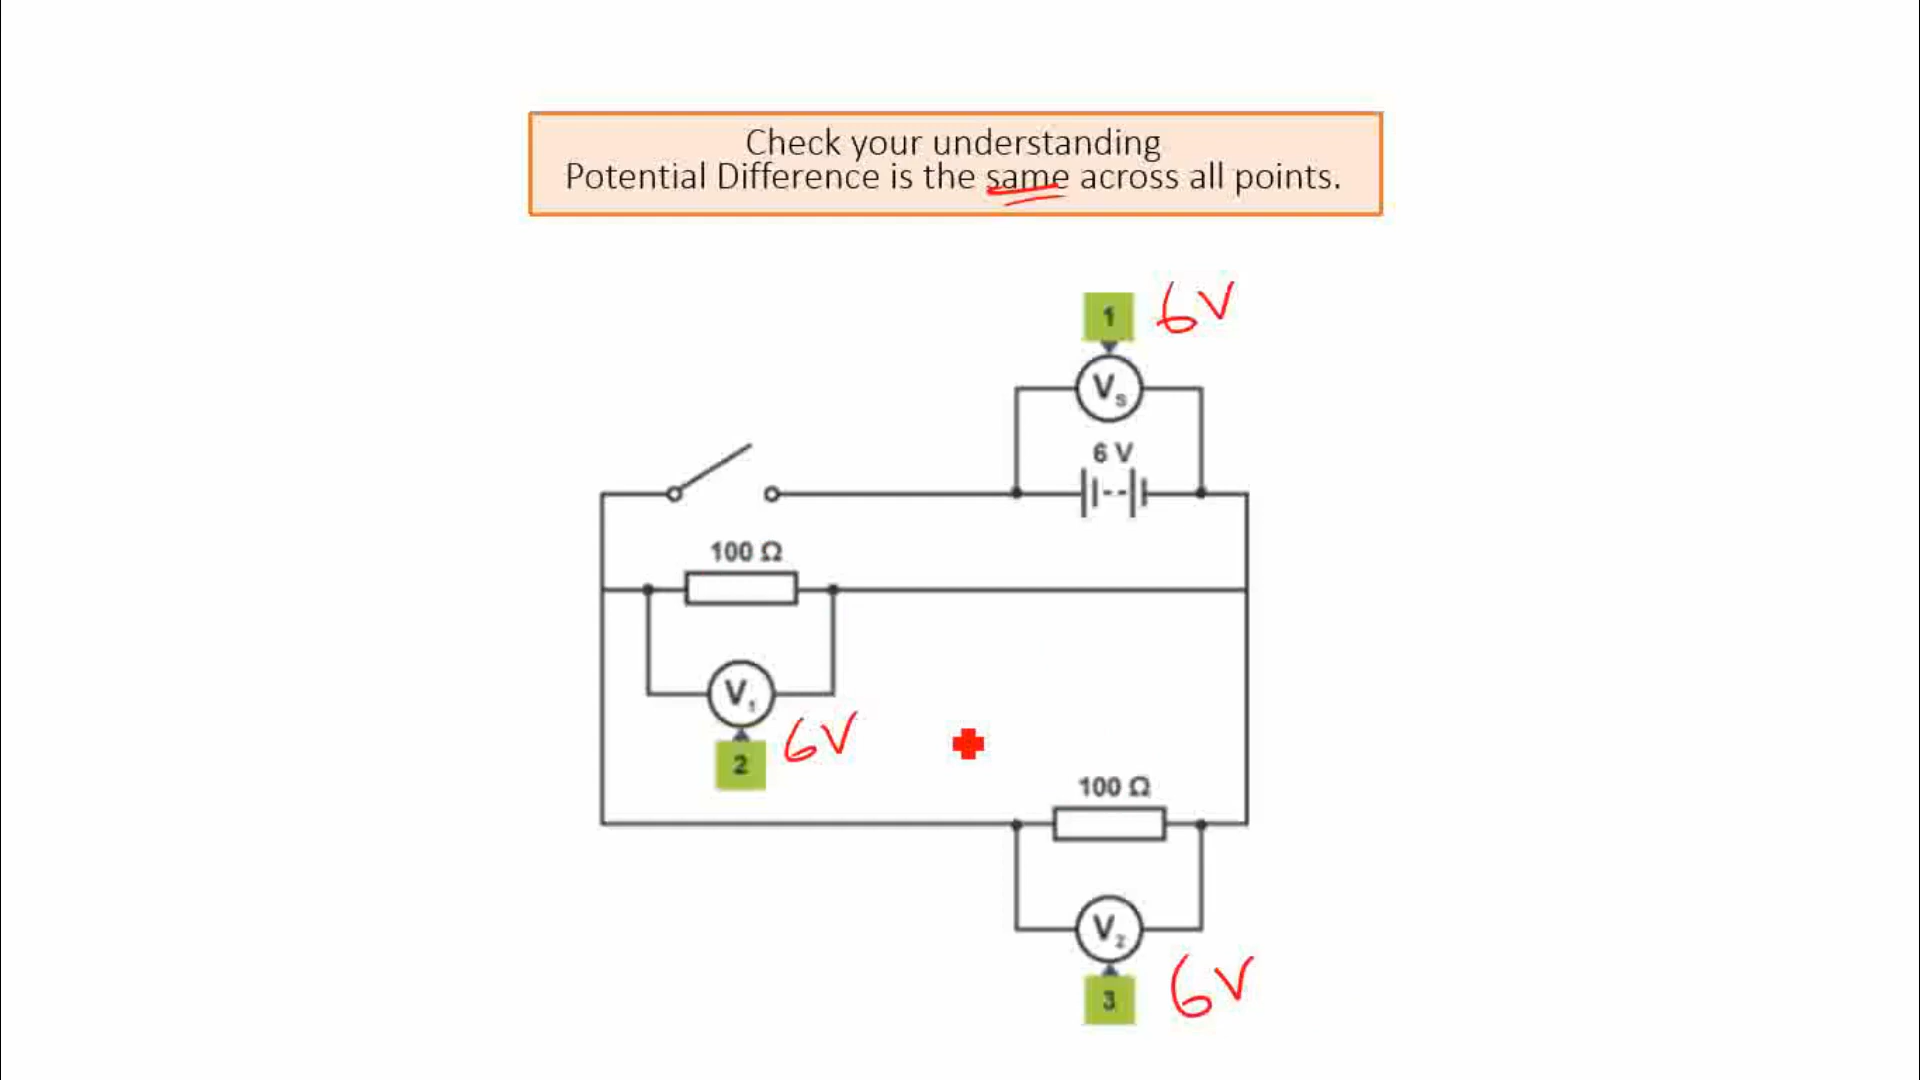 Check your understanding
Potential Difference is the same across all points.
1 6V
Vs
6 V
100 Ω
V1
6V
2
100 Ω
V2
3 6V